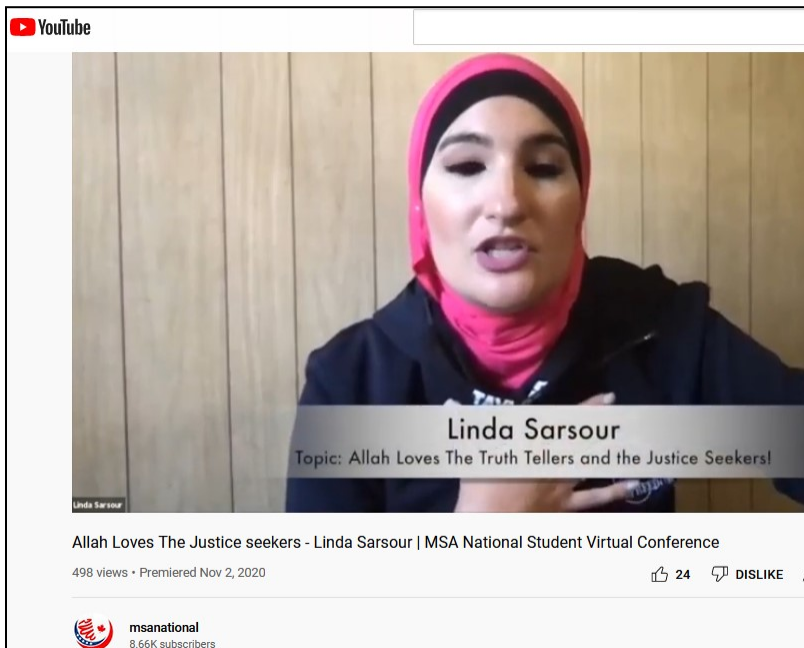 YouTube
Linda Sarsour
Topic: Allah Loves The Truth Tellers and the Justice Seekers!
Linda Sarsour
Allah Loves The Justice seekers - Linda Sarsour | MSA National Student Virtual Conference
498 views • Premiered Nov 2, 2020
24 DISLIKE
msanational
8.66K subscribers